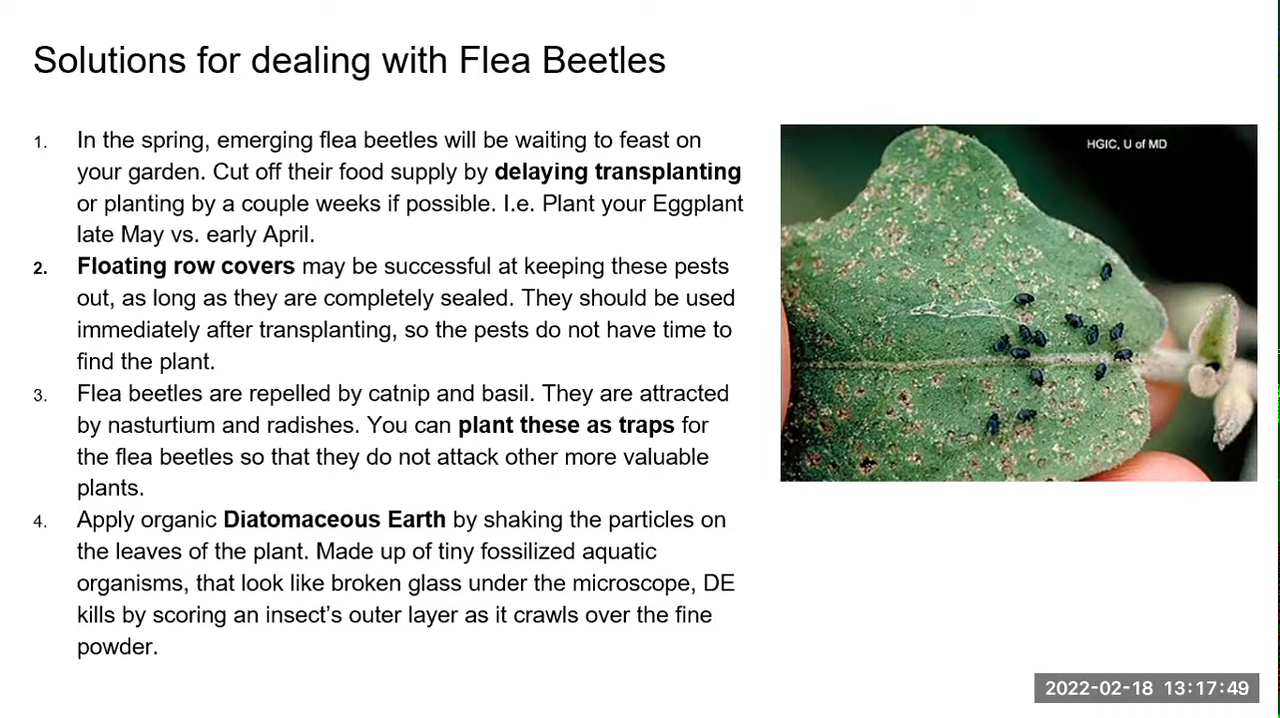 Solutions for dealing with Flea Beetles
1. In the spring, emerging flea beetles will be waiting to feast on
your garden. Cut off their food supply by delaying transplanting
or planting by a couple weeks if possible. I.e. Plant your Eggplant
late May vs. early April.
2. Floating row covers may be successful at keeping these pests
out, as long as they are completely sealed. They should be used
immediately after transplanting, so the pests do not have time to
find the plant.
3. Flea beetles are repelled by catnip and basil. They are attracted
by nasturtium and radishes. You can plant these as traps for
the flea beetles so that they do not attack other more valuable
plants.
4. Apply organic Diatomaceous Earth by shaking the particles on
the leaves of the plant. Made up of tiny fossilized aquatic
organisms, that look like broken glass under the microscope, DE
kills by scoring an insect’s outer layer as it crawls over the fine
powder.
HGIC, U of MD
2022-02-18 13:17:49